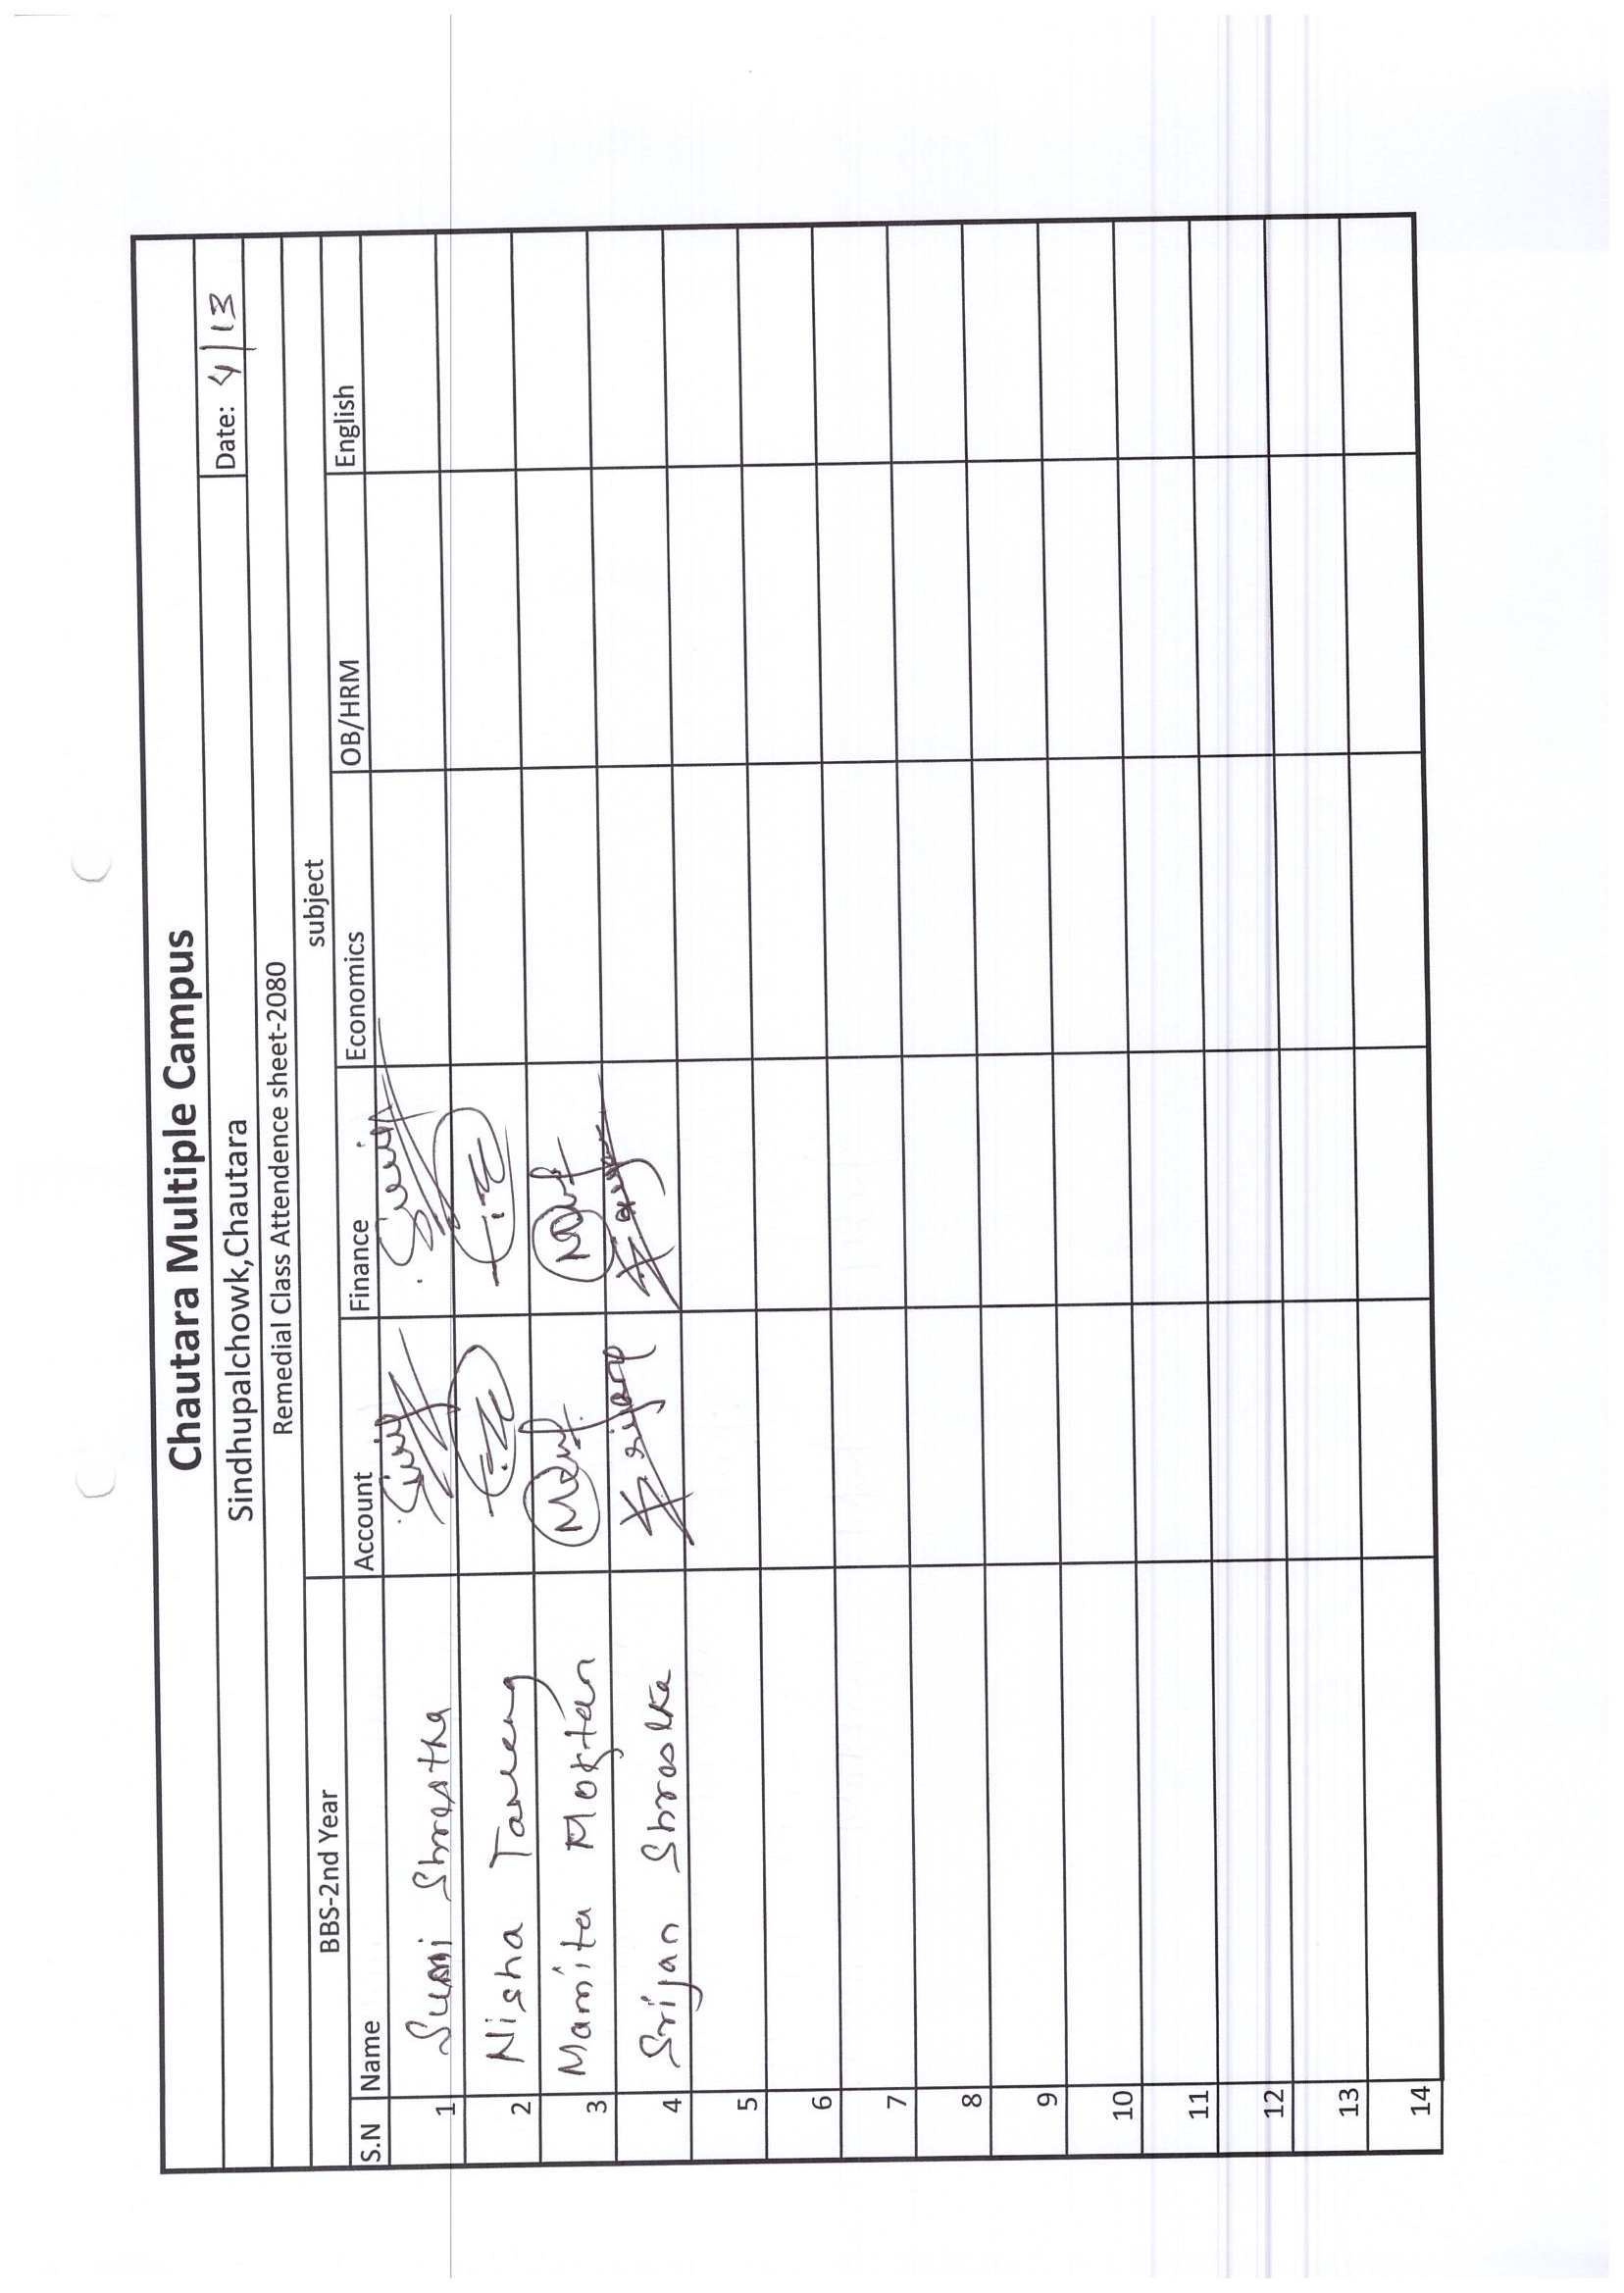 Chautara Multiple Campus
Sindhupalchowk,Chautara Date: 4/13
Remedial Class Attendence sheet-2080
BBS-2nd Year subject
S.N Name Account Finance Economics OB/HRM English
1 Sumi Shrestha
2 Nisha Tamang
3 Mamita Moktan
4 Srijan
5
6
7
8
9
10
11
12
13
14